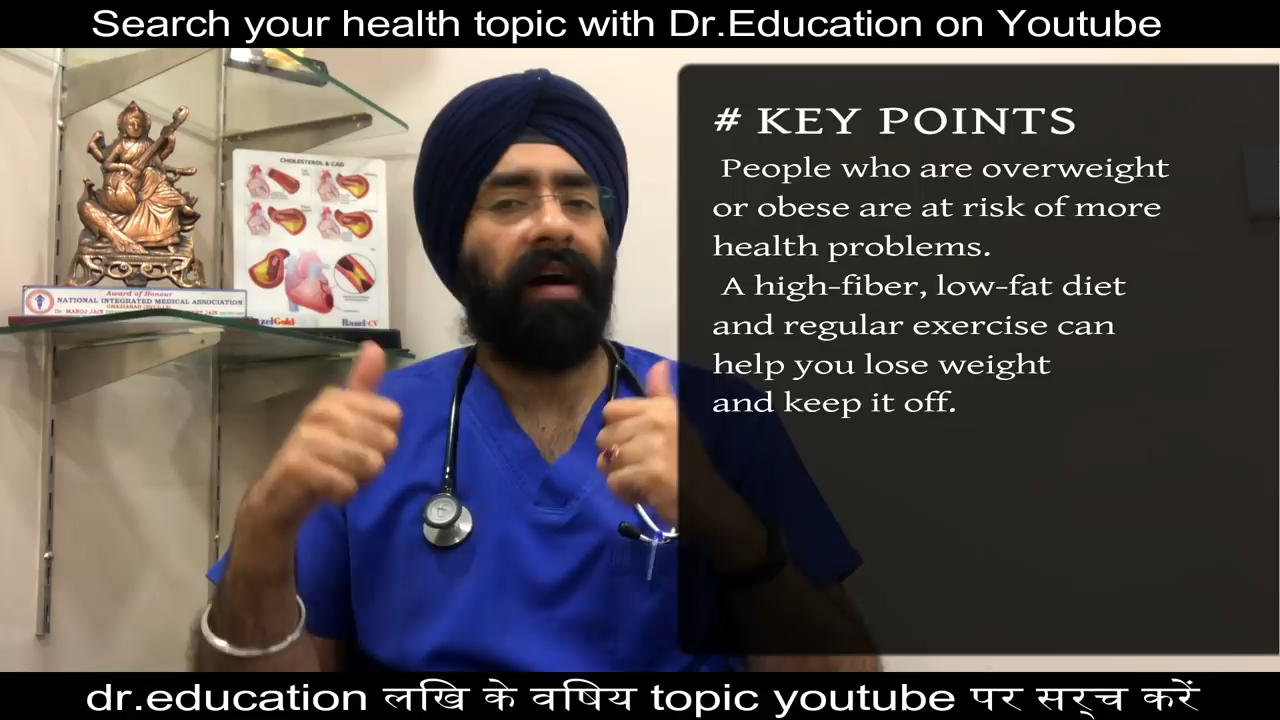 Search your health topic with Dr.Education on Youtube
# KEY POINTS
People who are overweight
or obese are at risk of more
health problems.
A high-fiber, low-fat diet
and regular exercise can
help you lose weight
and keep it off.
CHOLESTEROL & CAD
Award of Honour
NATIONAL INTEGRATED MEDICAL ASSOCIATION
Dr. MANOJ JAIN
dr.education लखि के वषिय topic youtube पर सर्च करें